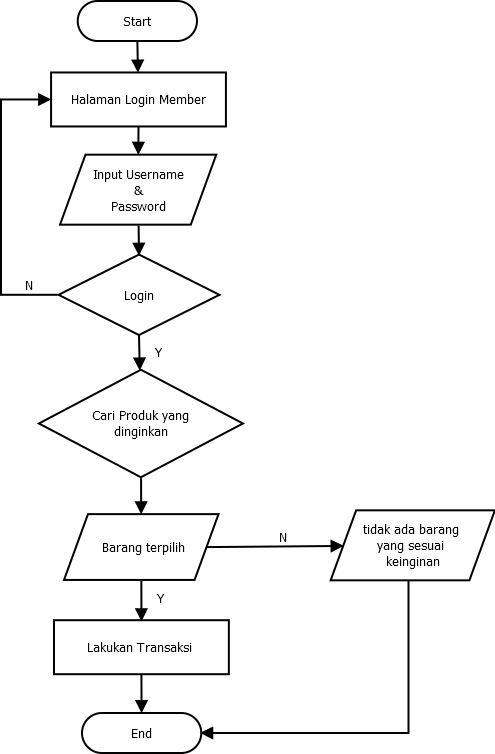 Start
Halaman Login Member
Input Username
&
Password
Login
N
Y
Cari Produk yang
dinginkan
Barang terpilih
N
tidak ada barang
yang sesuai
keinginan
Y
Lakukan Transaksi
End